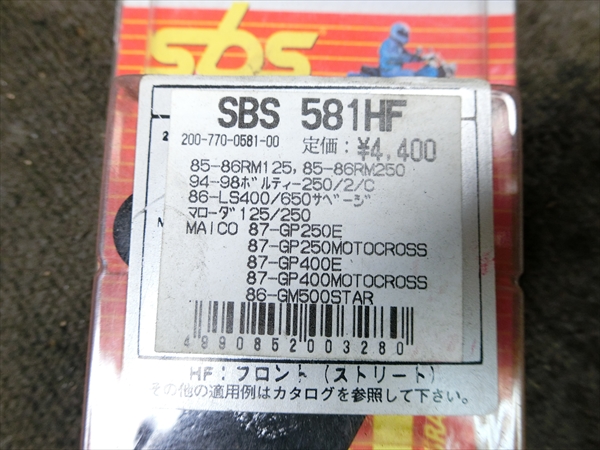 sbs
SBS 581HF
200-770-0581-00 定価:¥4,400
85-86RM125, 85-86RM250
94-98ボルティー250/2/C
86-LS400/650サベージ
マローダ125/250
MAICO 87-GP250E
87-GP250MOTOCROSS
87-GP400E
87-GP400MOTOCROSS
86-GM500STAR
4990852003280
HF:フロント(ストリート)
その他の適用例はカタログを参照して下さい。